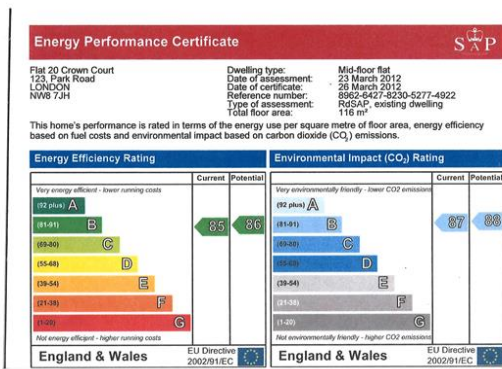 Energy Performance Certificate
SAP
Flat 20 Crown Court
123, Park Road
LONDON
NW8 7JH
Dwelling type: Mid-floor flat
Date of assessment: 23 March 2012
Date of certificate: 26 March 2012
Reference number: 8962-6427-8230-5277-4922
Type of assessment: RdSAP, existing dwelling
Total floor area: 116 m²
This home's performance is rated in terms of the energy use per square metre of floor area, energy efficiency
based on fuel costs and environmental impact based on carbon dioxide (CO₂) emissions.
Energy Efficiency Rating
Current Potential
Very energy efficient - lower running costs
(92 plus) A
(81-91) B 85 86
(69-80) C
(55-68) D
(39-54) E
(21-38) F
(1-20) G
Not energy efficient - higher running costs
England & Wales
EU Directive
2002/91/EC
Environmental Impact (CO₂) Rating
Current Potential
Very environmentally friendly - lower CO2 emissions
(92 plus) A
(81-91) B 87 88
(69-80) C
(55-68) D
(39-54) E
(21-38) F
(1-20) G
Not environmentally friendly - higher CO2 emissions
England & Wales
EU Directive
2002/91/EC